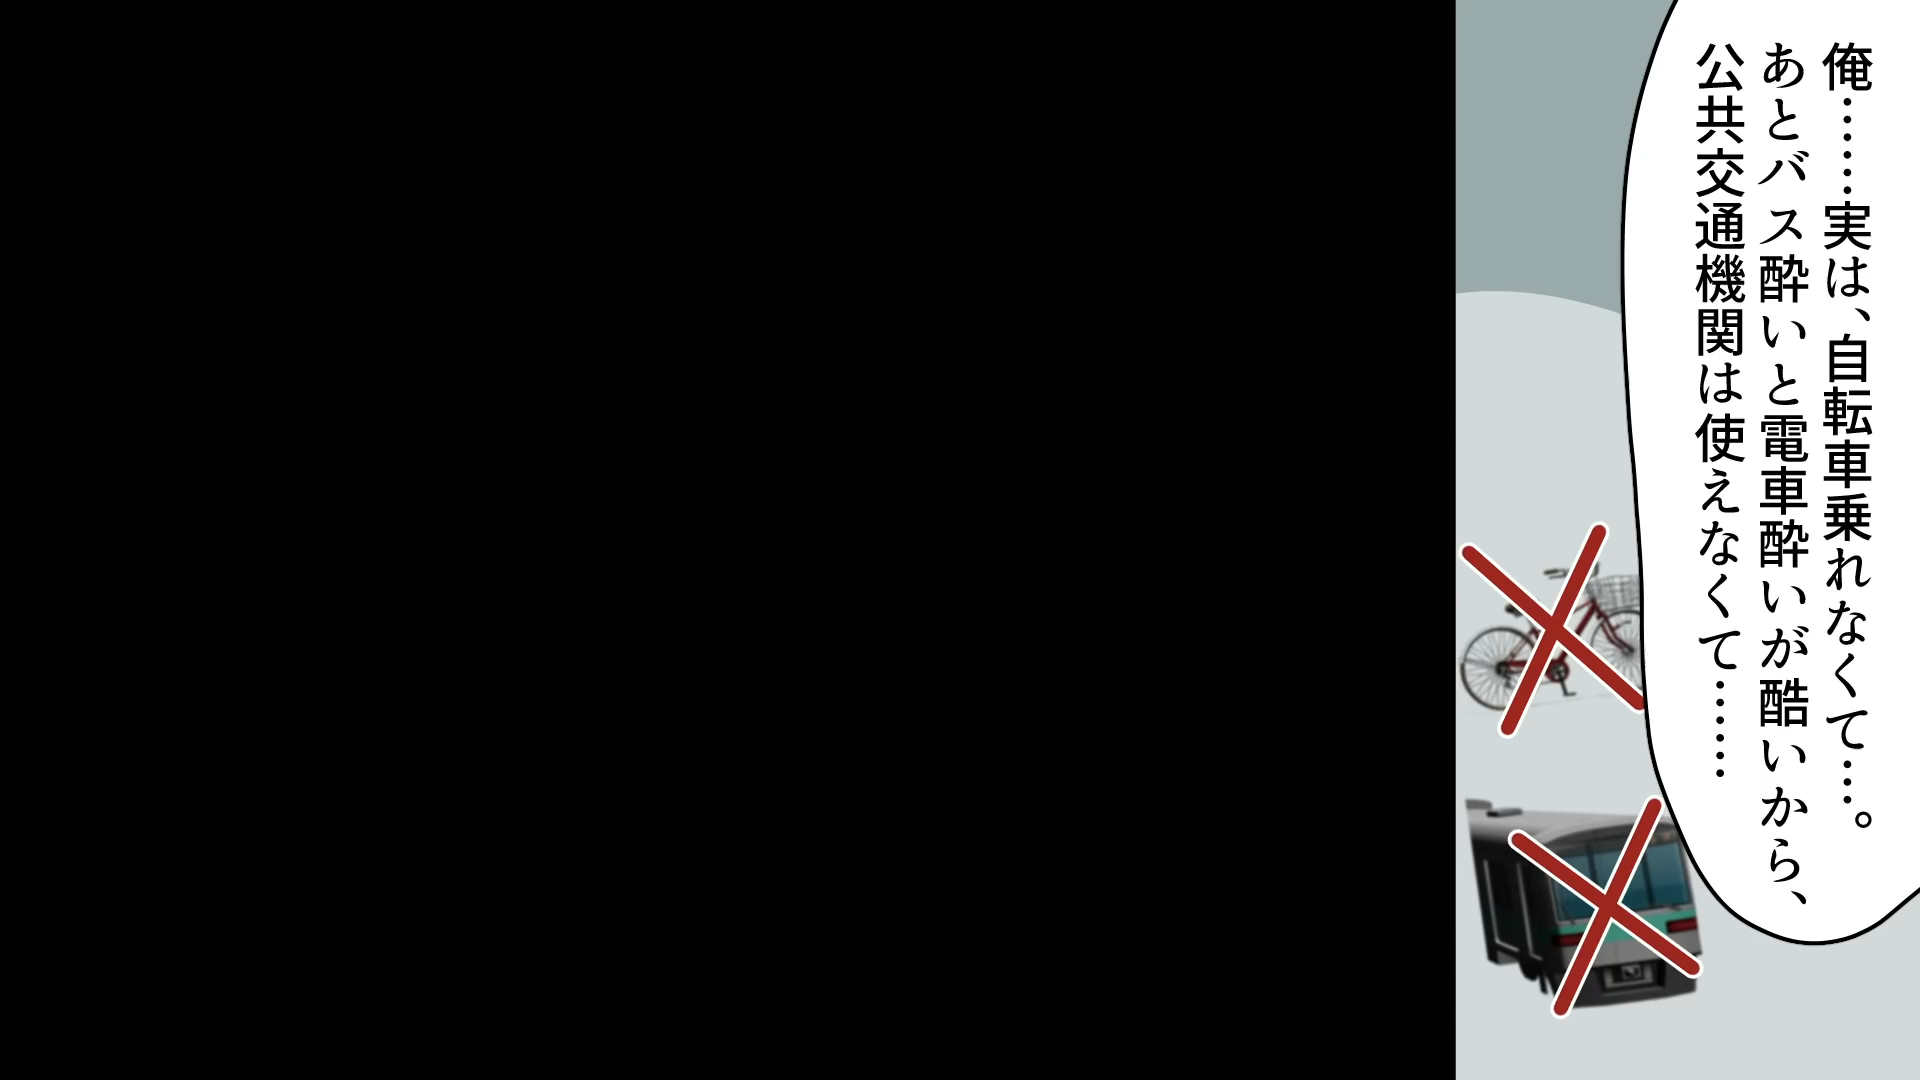 俺……実は、自転車乗れなくて…。
あとバス酔いと電車酔いが酷いから、
公共交通機関は使えなくて……